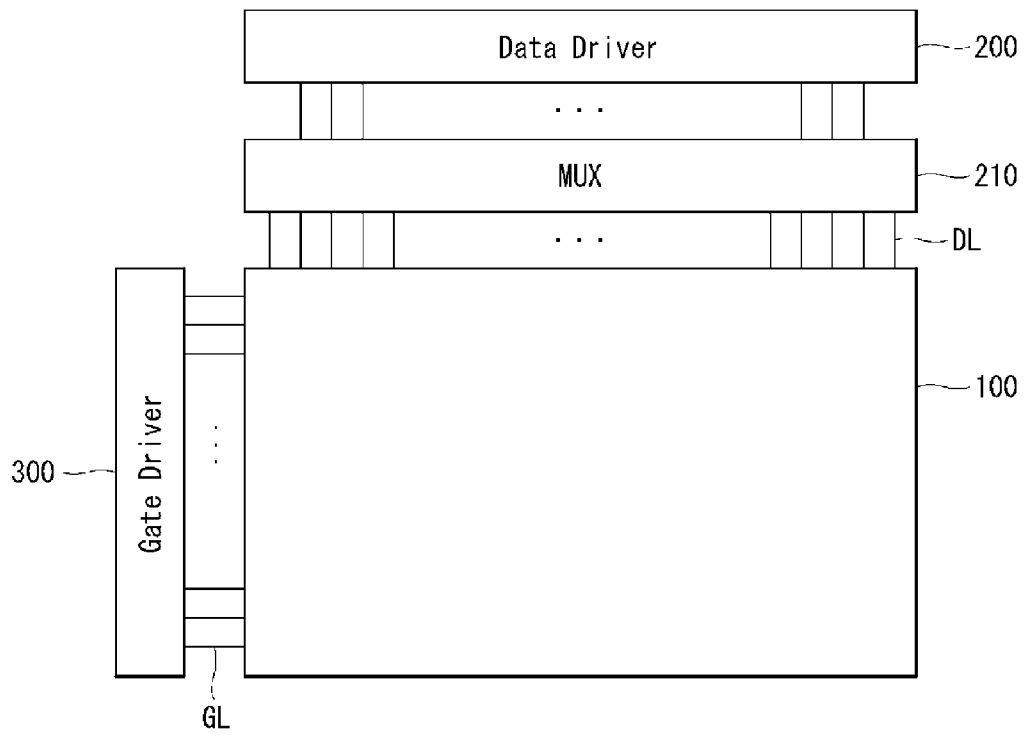 Data Driver
200
...
MUX
210
...
DL
100
Gate Driver
...
300
GL